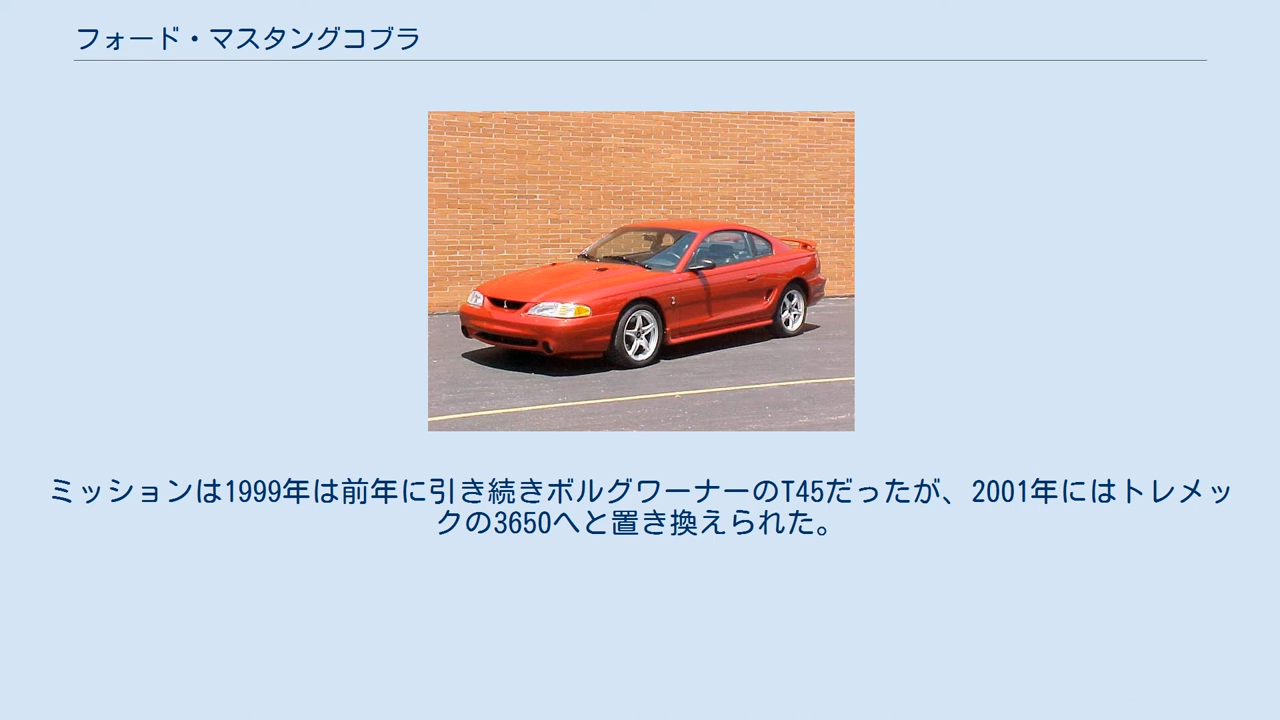 フォード・マスタングコブラ
ミッションは1999年は前年に引き続きボルグワーナーのT45だったが、2001年にはトレメッ
クの3650へと置き換えられた。